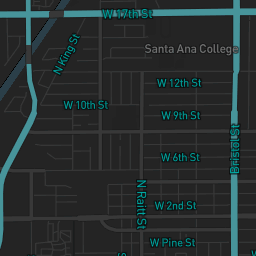 W 17th St
N King St
Santa Ana College
W 12th St
W 10th St
W 9th St
Bristol St
W 6th St
N Raitt St
W 2nd St
W Pine St
S